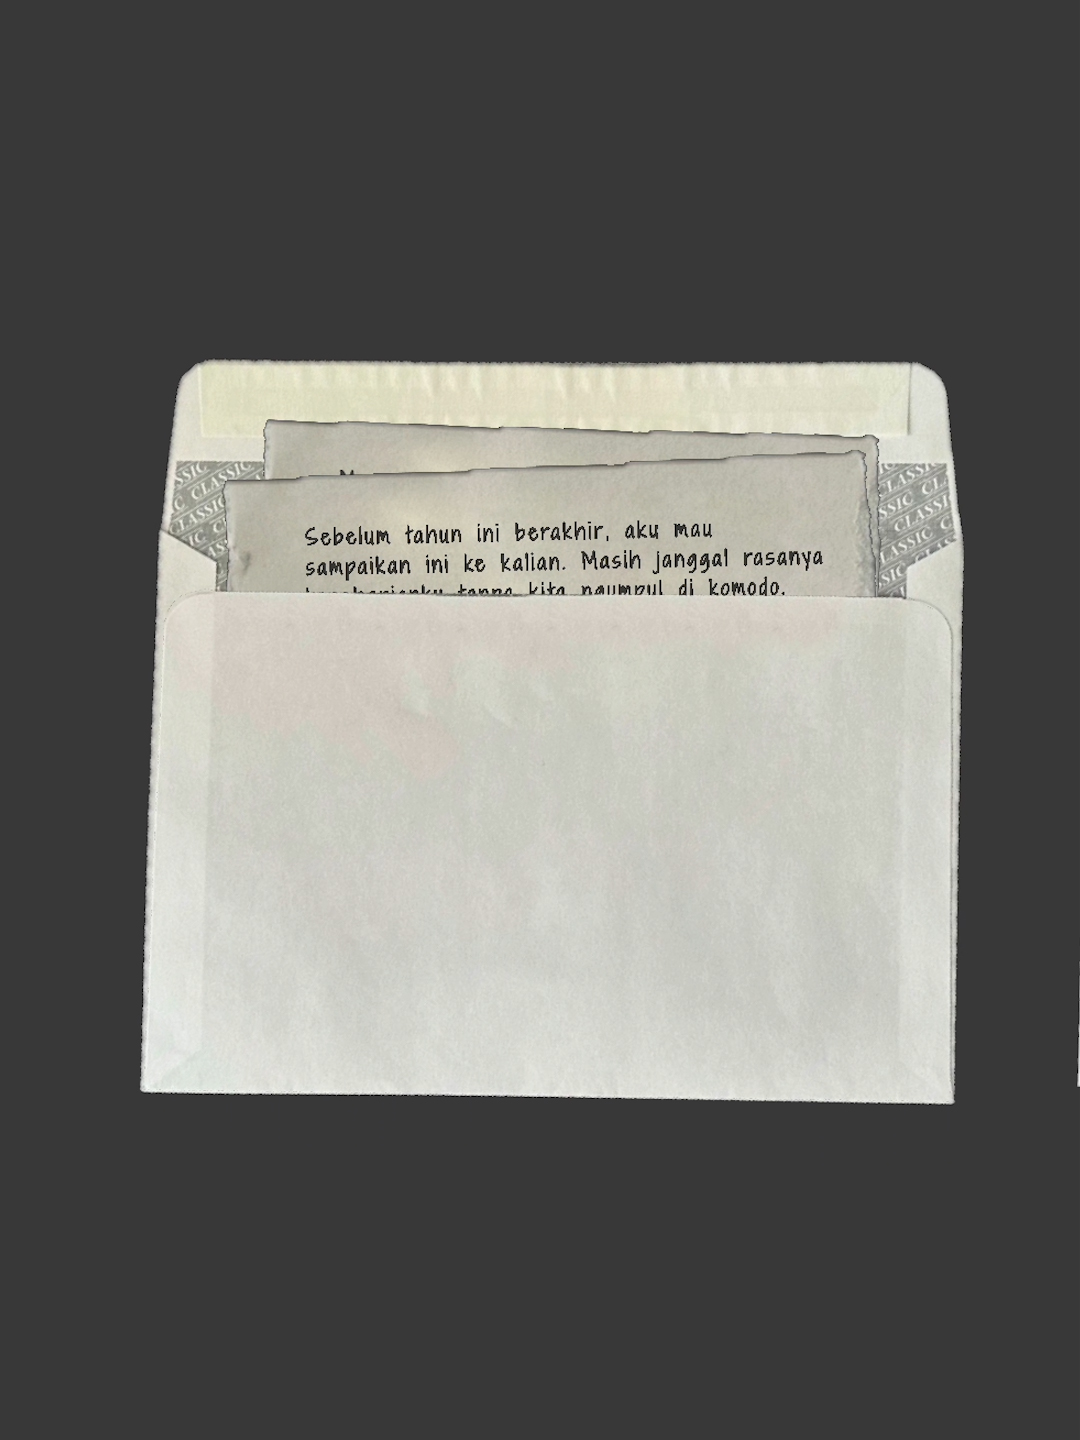 M
Sebelum tahun ini berakhir, aku mau
sampaikan ini ke kalian. Masih janggal rasanya
tanpa kita ngumpul di komodo.
CLASSIC
CLASSIC
CLASSIC
CLASSIC